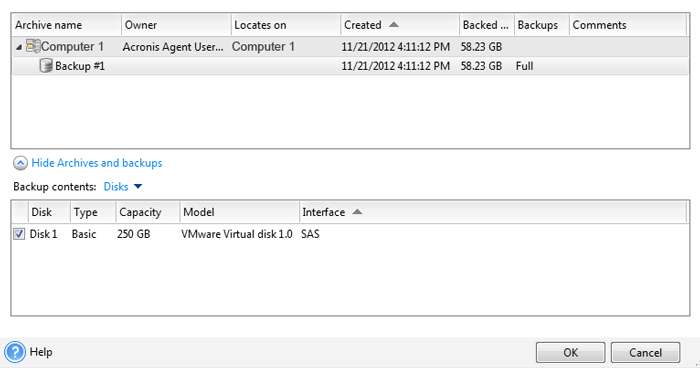 Archive name Owner Locates on Created Backed ... Backups Comments
Computer 1 Acronis Agent User... Computer 1 11/21/2012 4:11:12 PM 58.23 GB
Backup #1 11/21/2012 4:11:12 PM 58.23 GB Full
Hide Archives and backups
Backup contents: Disks
Disk Type Capacity Model Interface
Disk 1 Basic 250 GB VMware Virtual disk 1.0 SAS
? Help OK Cancel